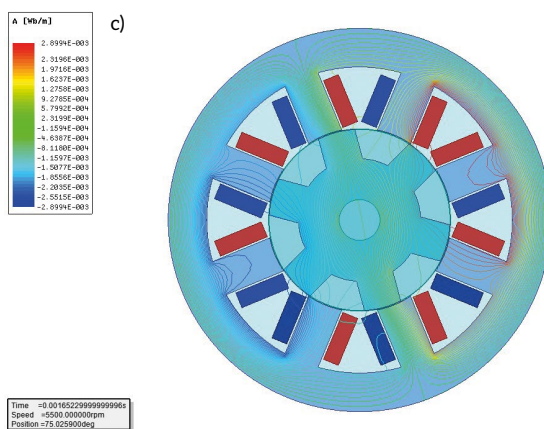 A [Wb/m]
c)
2.8994E-003
2.3196E-003
1.9716E-003
1.6237E-003
1.2758E-003
9.2785E-004
5.7992E-004
2.3199E-004
-1.1594E-004
-4.6387E-004
-8.1180E-004
-1.1597E-003
-1.5077E-003
-1.8556E-003
-2.2035E-003
-2.5515E-003
-2.8994E-003
Time =0.0016522999999999996s
Speed =5500.000000rpm
Position =75.025900deg